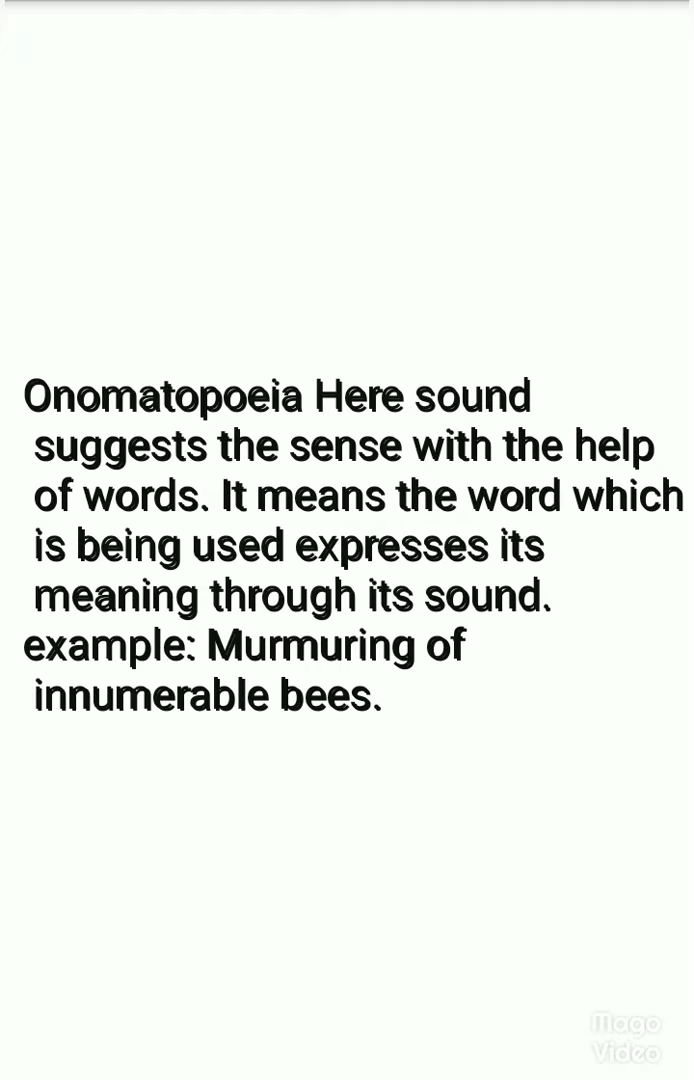 Onomatopoeia Here sound
suggests the sense with the help
of words. It means the word which
is being used expresses its
meaning through its sound.
example: Murmuring of
innumerable bees.
Mago
Video